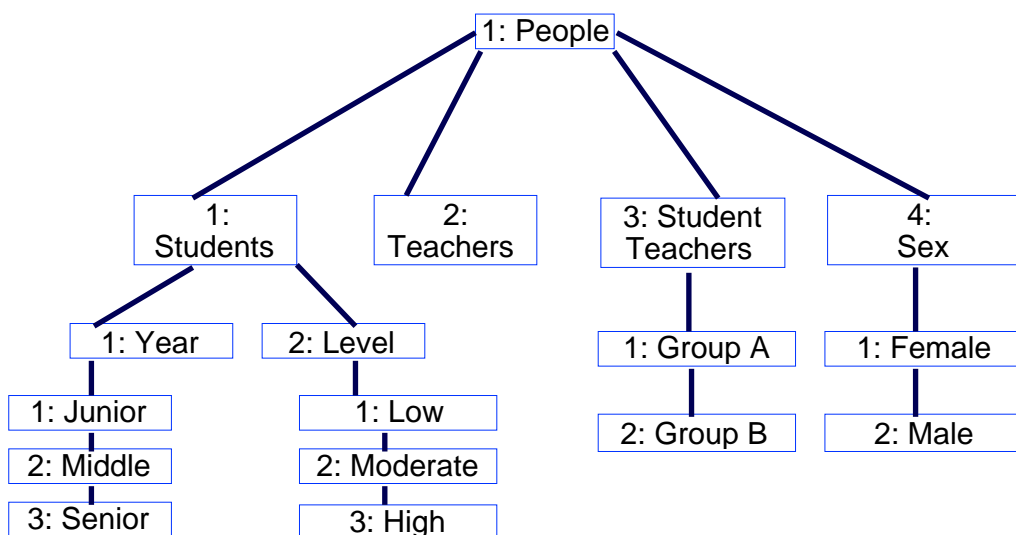 1: People
1:
Students
2:
Teachers
3: Student
Teachers
4:
Sex
1: Year
2: Level
1: Group A
1: Female
1: Junior
1: Low
2: Group B
2: Male
2: Middle
2: Moderate
3: Senior
3: High